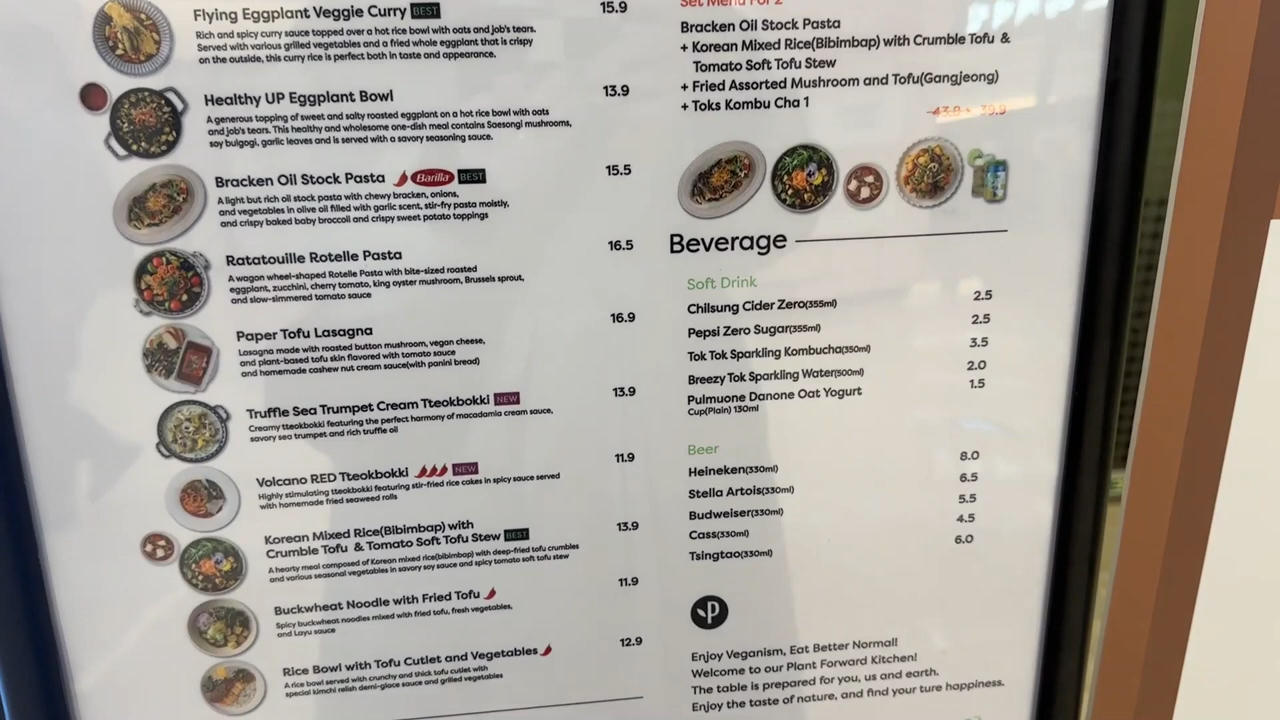 Flying Eggplant Veggie Curry BEST 15.9
Rich and spicy curry sauce topped over a hot rice bowl with oats and job's tears.
Served with various grilled vegetables and a fried whole eggplant that is crispy
on the outside, this curry rice is perfect both in taste and appearance.
Healthy UP Eggplant Bowl 13.9
A generous topping of sweet and salty roasted eggplant on a hot rice bowl with oats
and job's tears. This healthy and wholesome one-dish meal contains Saesongi mushrooms,
soy bulgogi, garlic leaves and is served with a savory seasoning sauce.
Bracken Oil Stock Pasta Barilla BEST 15.5
A light but rich oil stock pasta with chewy bracken, onions,
and vegetables in olive oil filled with garlic scent, stir-fry pasta moistly,
and crispy baked baby broccoli and crispy sweet potato toppings
Ratatouille Rotelle Pasta 16.5
A wagon wheel-shaped Rotelle Pasta with bite-sized roasted
eggplant, zucchini, cherry tomato, king oyster mushroom, Brussels sprout,
and slow-simmered tomato sauce
Paper Tofu Lasagna 16.9
Lasagna made with roasted button mushroom, vegan cheese,
and plant-based tofu skin flavored with tomato sauce
and homemade cashew nut cream sauce(with panini bread)
Truffle Sea Trumpet Cream Tteokbokki NEW 13.9
Creamy tteokbokki featuring the perfect harmony of macadamia cream sauce,
savory sea trumpet and rich truffle oil
Volcano RED Tteokbokki NEW 11.9
Highly stimulating tteokbokki featuring stir-fried rice cakes in spicy sauce served
with homemade fried seaweed rolls
Korean Mixed Rice(Bibimbap) with
Crumble Tofu & Tomato Soft Tofu Stew BEST 13.9
A hearty meal composed of Korean mixed rice(bibimbap) with deep-fried tofu crumbles
and various seasonal vegetables in savory soy sauce and spicy tomato soft tofu stew
Buckwheat Noodle with Fried Tofu 11.9
Spicy buckwheat noodles mixed with fried tofu, fresh vegetables,
and Layu sauce
Rice Bowl with Tofu Cutlet and Vegetables 12.9
A rice bowl served with crunchy and thick tofu cutlet with
special kimchi relish demi-glace sauce and grilled vegetables
Set Menu For 2
Bracken Oil Stock Pasta
+ Korean Mixed Rice(Bibimbap) with Crumble Tofu &
Tomato Soft Tofu Stew
+ Fried Assorted Mushroom and Tofu(Gangjeong)
+ Toks Kombu Cha 1
39.9
Beverage
Soft Drink
Chilsung Cider Zero(355ml) 2.5
Pepsi Zero Sugar(355ml) 2.5
Tok Tok Sparkling Kombucha(350ml) 3.5
Breezy Tok Sparkling Water(500ml) 2.0
Pulmuone Danone Oat Yogurt 1.5
Cup(Plain) 130ml
Beer
Heineken(330ml) 8.0
Stella Artois(330ml) 6.5
Budweiser(330ml) 5.5
Cass(330ml) 4.5
Tsingtao(330ml) 6.0
P
Enjoy Veganism, Eat Better Normal!
Welcome to our Plant Forward Kitchen!
The table is prepared for you, us and earth.
Enjoy the taste of nature, and find your ture happiness.